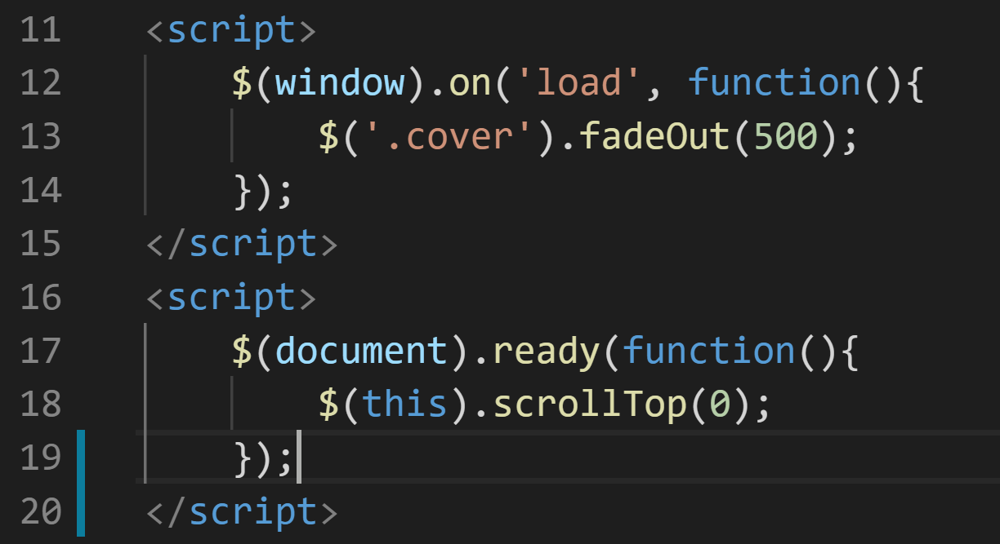 11 <script>
12 $(window).on('load', function(){
13 $('.cover').fadeOut(500);
14 });
15 </script>
16 <script>
17 $(document).ready(function(){
18 $(this).scrollTop(0);
19 });
20 </script>